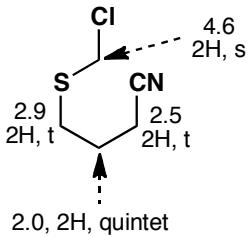 Cl
4.6
2H, s
S
CN
2.9
2H, t
2.5
2H, t
2.0, 2H, quintet